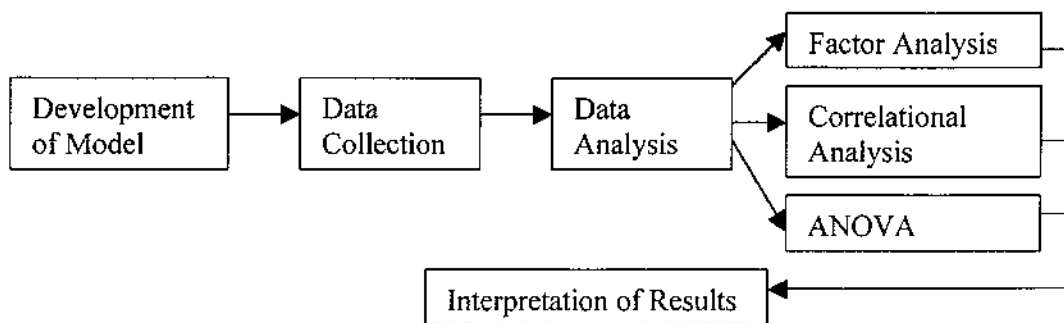 Development
of Model
Data
Collection
Data
Analysis
Factor Analysis
Correlational
Analysis
ANOVA
Interpretation of Results